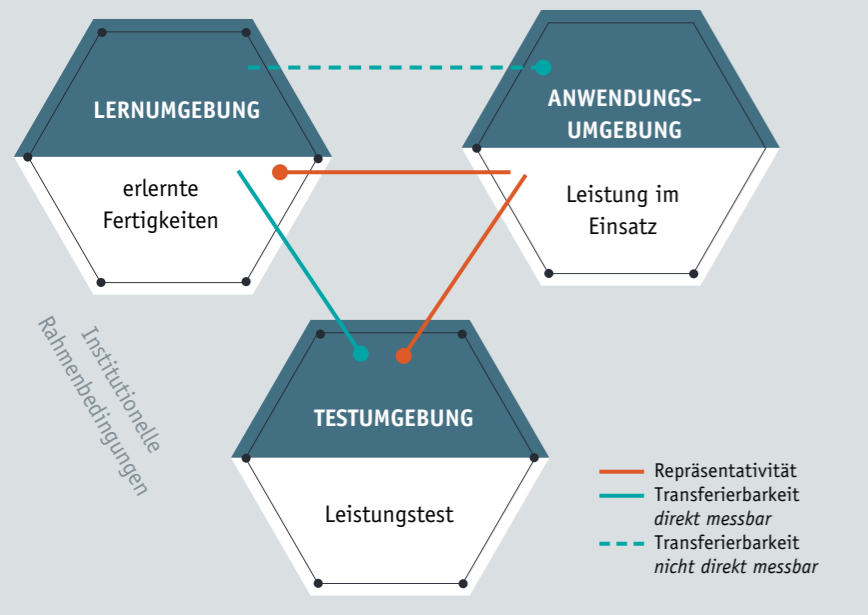 LERNUMGEBUNG
erlernte
Fertigkeiten
ANWENDUNGS-
UMGEBUNG
Leistung im
Einsatz
Institutionelle
Rahmenbedingungen
TESTUMGEBUNG
Leistungstest
Repräsentativität
Transferierbarkeit
direkt messbar
Transferierbarkeit
nicht direkt messbar